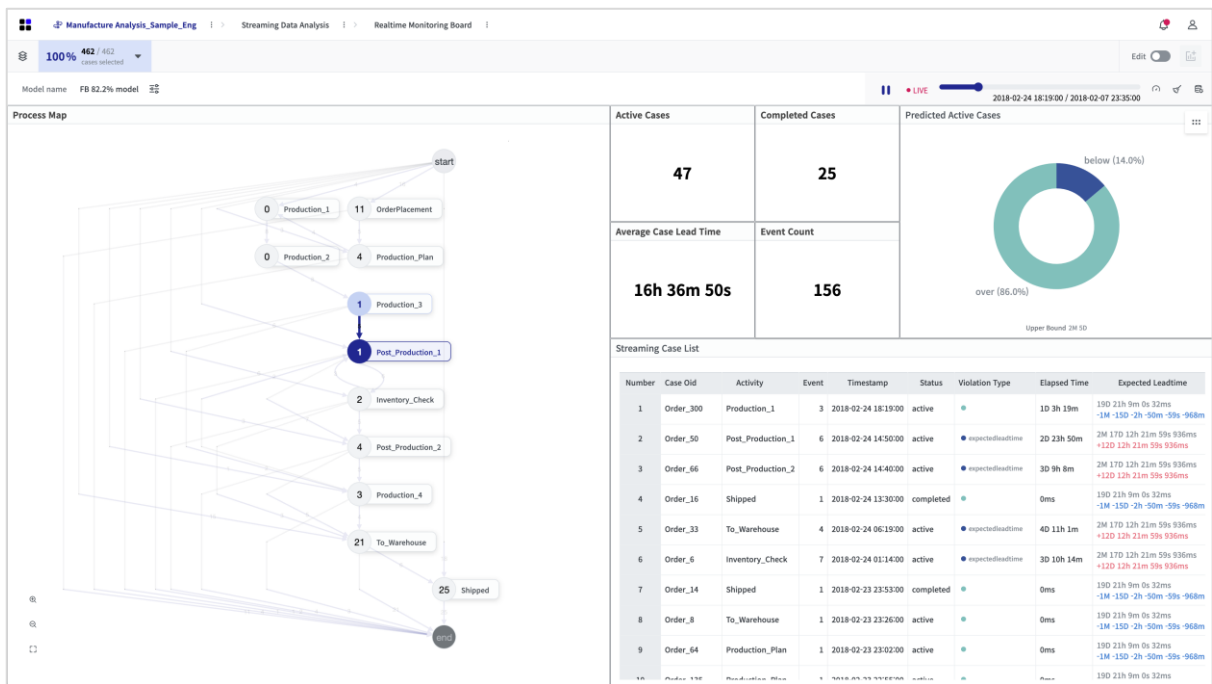 Manufacture Analysis_Sample_Eng > Streaming Data Analysis > Realtime Monitoring Board
100% 462 / 462
cases selected
Edit
Model name FB 82.2% model
LIVE
2018-02-24 18:19:00 / 2018-02-07 23:35:00
Process Map
start
0 Production_1
11 OrderPlacement
0 Production_2
4 Production_Plan
1 Production_3
1 Post_Production_1
2 Inventory_Check
4 Post_Production_2
3 Production_4
21 To_Warehouse
25 Shipped
end
Active Cases
47
Completed Cases
25
Average Case Lead Time
16h 36m 50s
Event Count
156
Predicted Active Cases
below (14.0%)
over (86.0%)
Upper Bound 2M 5D
Streaming Case List
Number Case Oid Activity Event Timestamp Status Violation Type Elapsed Time Expected Leadtime
1 Order_300 Production_1 3 2018-02-24 18:19:00 active 1D 3h 19m 19D 21h 9m 0s 32ms
-1M -15D -2h -50m -59s -968m
2 Order_50 Post_Production_1 6 2018-02-24 14:50:00 active expectedleadtime 2D 23h 50m 2M 17D 12h 21m 59s 936ms
+12D 12h 21m 59s 936ms
3 Order_66 Post_Production_2 6 2018-02-24 14:40:00 active expectedleadtime 3D 9h 8m 2M 17D 12h 21m 59s 936ms
+12D 12h 21m 59s 936ms
4 Order_16 Shipped 1 2018-02-24 13:30:00 completed 0ms 19D 21h 9m 0s 32ms
-1M -15D -2h -50m -59s -968m
5 Order_33 To_Warehouse 4 2018-02-24 06:19:00 active expectedleadtime 4D 11h 1m 2M 17D 12h 21m 59s 936ms
+12D 12h 21m 59s 936ms
6 Order_6 Inventory_Check 7 2018-02-24 01:14:00 active expectedleadtime 3D 10h 14m 2M 17D 12h 21m 59s 936ms
+12D 12h 21m 59s 936ms
7 Order_14 Shipped 1 2018-02-23 23:53:00 completed 0ms 19D 21h 9m 0s 32ms
-1M -15D -2h -50m -59s -968m
8 Order_8 To_Warehouse 1 2018-02-23 23:26:00 active 0ms 19D 21h 9m 0s 32ms
-1M -15D -2h -50m -59s -968m
9 Order_64 Production_Plan 1 2018-02-23 23:02:00 active 0ms 19D 21h 9m 0s 32ms
-1M -15D -2h -50m -59s -968m
19D 21h 9m 0s 32ms